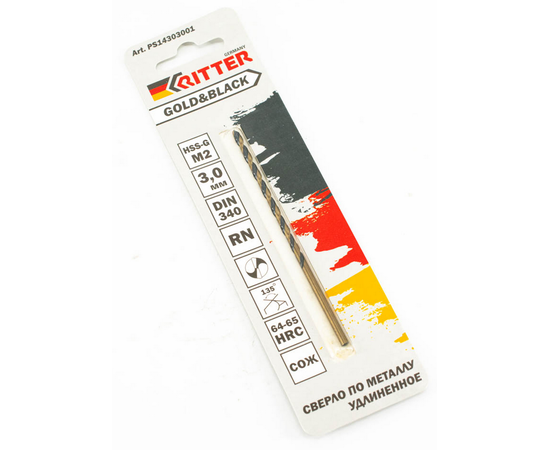 Art. PS14303001
RITTER
GERMANY
GOLD&BLACK
HSS-G
M2
3,0
ММ
DIN
340
RN
135°
64-65
HRC
СОЖ
СВЕРЛО ПО МЕТАЛЛУ
УДЛИНЕННОЕ